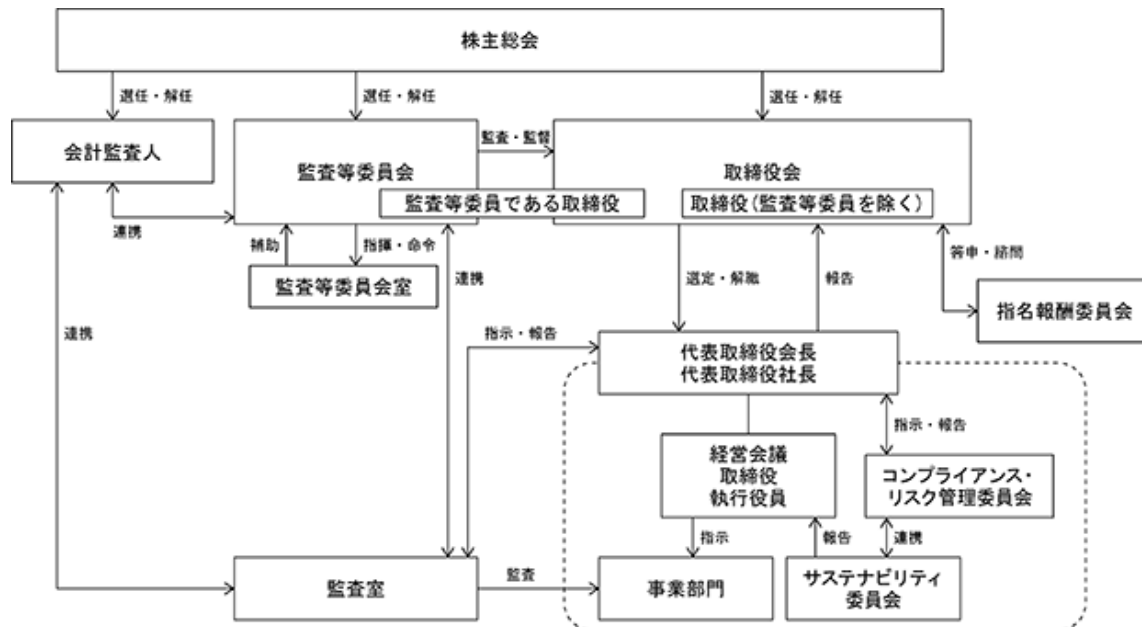 株主総会
選任・解任
選任・解任
選任・解任
会計監査人
監査等委員会
監査・監督
取締役会
監査等委員である取締役
取締役(監査等委員を除く)
連携
補助
指揮・命令
連携
選定・解職
報告
答申・諮問
監査等委員会室
指名報酬委員会
連携
指示・報告
代表取締役会長
代表取締役社長
指示・報告
経営会議
取締役
執行役員
コンプライアンス・
リスク管理委員会
指示
報告
連携
監査室
監査
事業部門
サステナビリティ
委員会